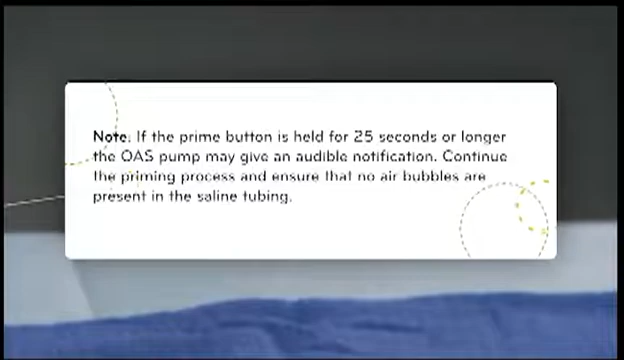 Note: If the prime button is held for 25 seconds or longer
the OAS pump may give an audible notification. Continue
the priming process and ensure that no air bubbles are
present in the saline tubing.